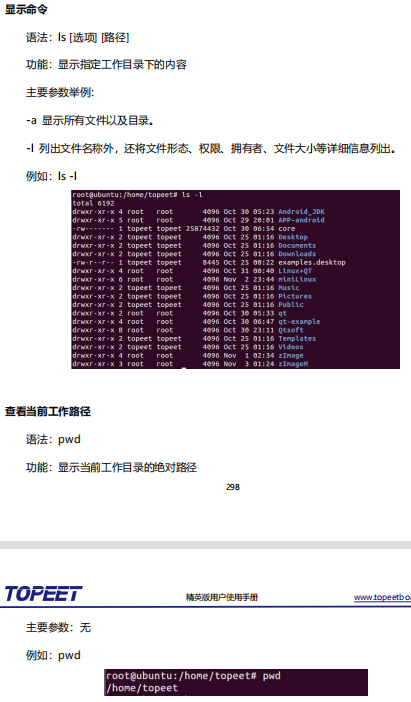 显示命令
语法：ls [选项] [路径]
功能：显示指定工作目录下的内容
主要参数举例:
-a 显示所有文件以及目录。
-l 列出文件名称外，还将文件形态、权限、拥有者、文件大小等详细信息列出。
例如：ls -l
root@ubuntu:/home/topeet# ls -l
total 6192
drwxr-xr-x 4 root root 4096 Oct 30 05:23 Android_JDK
drwxr-xr-x 5 root root 4096 Oct 29 20:01 APP-android
-rw------- 1 topeet topeet 25874432 Oct 30 06:54 core
drwxr-xr-x 2 topeet topeet 4096 Oct 25 01:16 Desktop
drwxr-xr-x 2 topeet topeet 4096 Oct 25 01:16 Documents
drwxr-xr-x 2 topeet topeet 4096 Oct 25 01:16 Downloads
-rw-r--r-- 1 topeet topeet 8445 Oct 25 00:22 examples.desktop
drwxr-xr-x 4 root root 4096 Oct 31 00:40 Linux+QT
drwxr-xr-x 6 root root 4096 Nov 2 23:44 miniLinux
drwxr-xr-x 2 topeet topeet 4096 Oct 25 01:16 Music
drwxr-xr-x 2 topeet topeet 4096 Oct 25 01:16 Pictures
drwxr-xr-x 2 topeet topeet 4096 Oct 25 01:16 Public
drwxr-xr-x 2 root root 4096 Oct 30 05:33 qt
drwxr-xr-x 4 root root 4096 Oct 30 06:47 qt-example
drwxr-xr-x 8 root root 4096 Oct 30 23:11 Qtsoft
drwxr-xr-x 2 topeet topeet 4096 Oct 25 01:16 Templates
drwxr-xr-x 2 topeet topeet 4096 Oct 25 01:16 Videos
drwxr-xr-x 4 root root 4096 Nov 1 02:34 zImage
drwxr-xr-x 3 root root 4096 Nov 3 01:24 zImageM
查看当前工作路径
语法：pwd
功能：显示当前工作目录的绝对路径
298
TOPEET 精英版用户使用手册 www.topeetboa
主要参数：无
例如：pwd
root@ubuntu:/home/topeet# pwd
/home/topeet